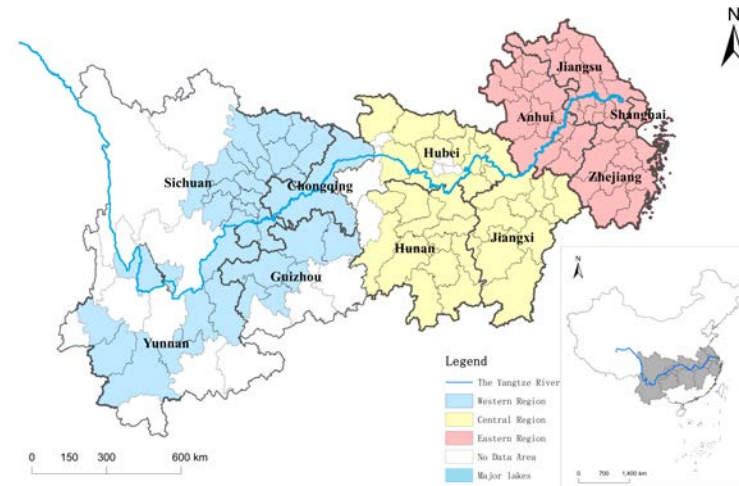 N
Jiangsu
Anhui
Shanghai
Hubei
Zhejiang
Sichuan
Chongqing
Hunan
Jiangxi
Guizhou
Yunnan
N
Legend
The Yangtze River
Western Region
Central Region
Eastern Region
No Data Area
Major lakes
0 150 300 600 km
0 700 1,400 km